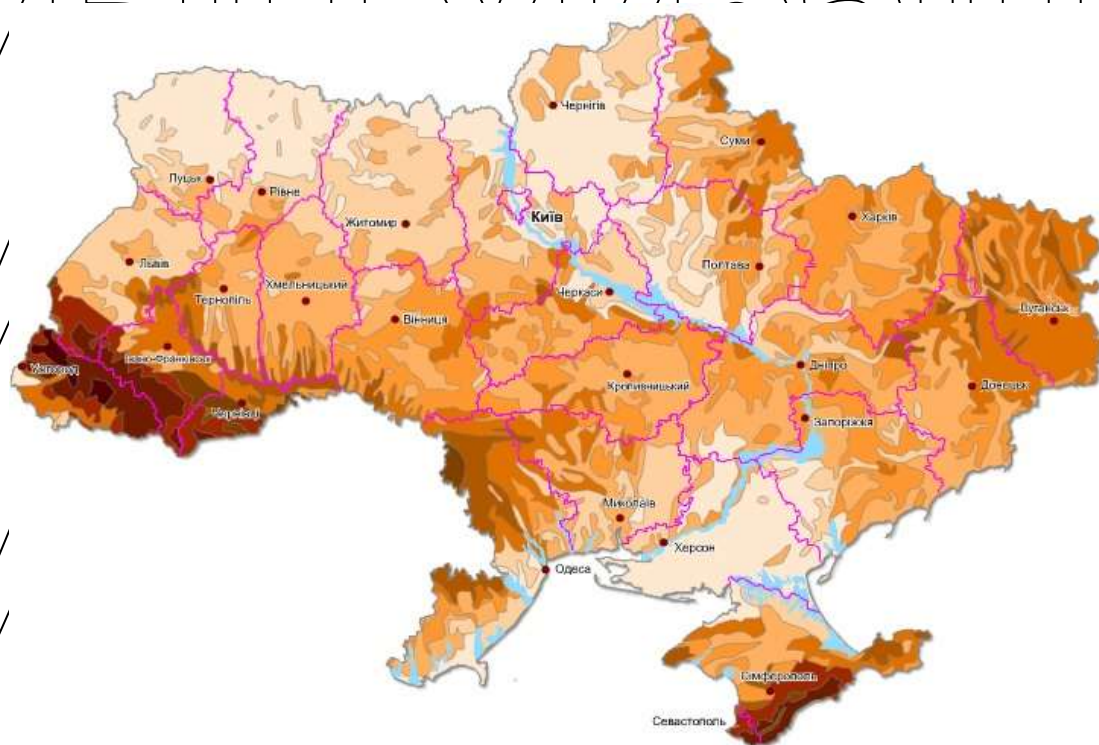 Чернігів
Суми
Луцьк
Рівне
Київ
Житомир
Харків
Львів
Полтава
Тернопіль
Хмельницький
Черкаси
Вінниця
Луганськ
Івано-Франківськ
Ужгород
Дніпро
Кропивницький
Донецьк
Чернівці
Запоріжжя
Миколаїв
Херсон
Одеса
Сімферополь
Севастополь